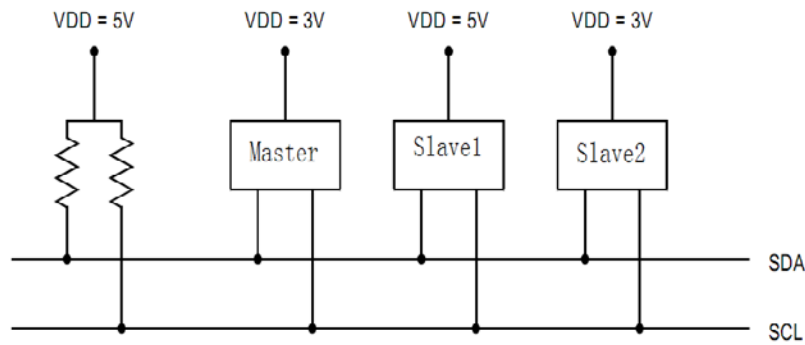 VDD = 5V VDD = 3V VDD = 5V VDD = 3V
Master Slave1 Slave2
SDA
SCL